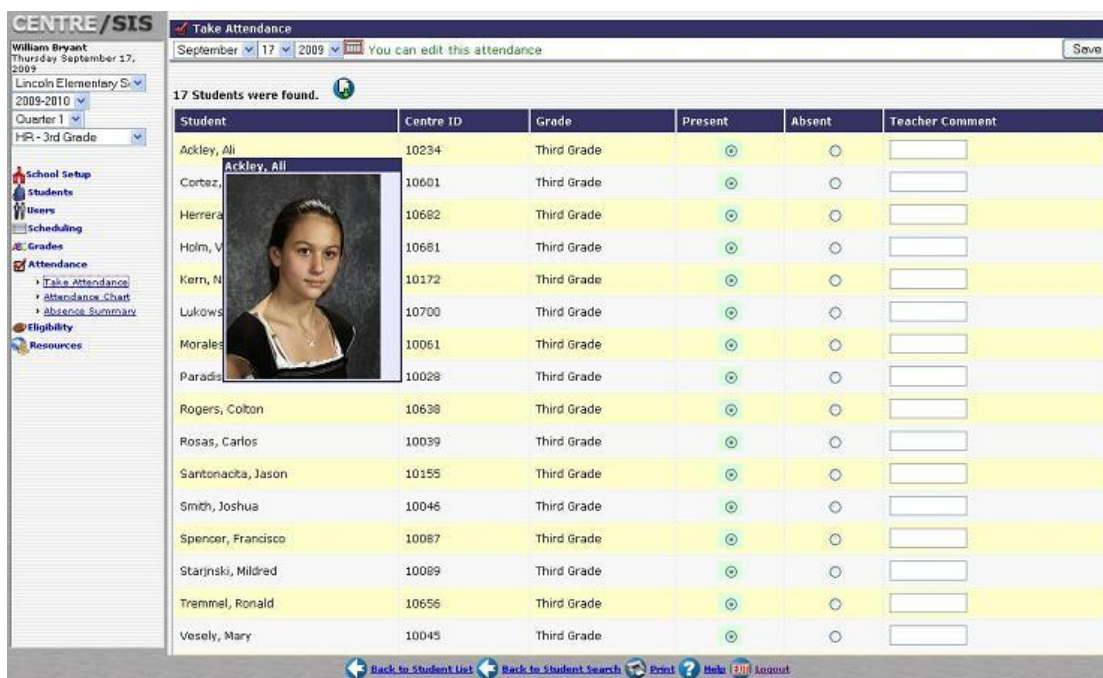 CENTRE/SIS
William Bryant
Thursday September 17,
2009
Lincoln Elementary S
2009-2010
Quarter 1
HR - 3rd Grade
School Setup
Students
Users
Scheduling
Grades
Attendance
Take Attendance
Attendance Chart
Absence Summary
Eligibility
Resources
Take Attendance
September 17 2009 You can edit this attendance Save
17 Students were found.
Student Centre ID Grade Present Absent Teacher Comment
Ackley, Ali 10234 Third Grade
Ackley, Ali
Cortez, 10601 Third Grade
Herrera 10682 Third Grade
Holm, V 10681 Third Grade
Kern, N 10172 Third Grade
Lukows 10700 Third Grade
Morales 10061 Third Grade
Paradis 10028 Third Grade
Rogers, Colton 10638 Third Grade
Rosas, Carlos 10039 Third Grade
Santonacita, Jason 10155 Third Grade
Smith, Joshua 10046 Third Grade
Spencer, Francisco 10087 Third Grade
Starjnski, Mildred 10089 Third Grade
Tremmel, Ronald 10656 Third Grade
Vesely, Mary 10045 Third Grade
Back to Student List Back to Student Search Print Help Logout